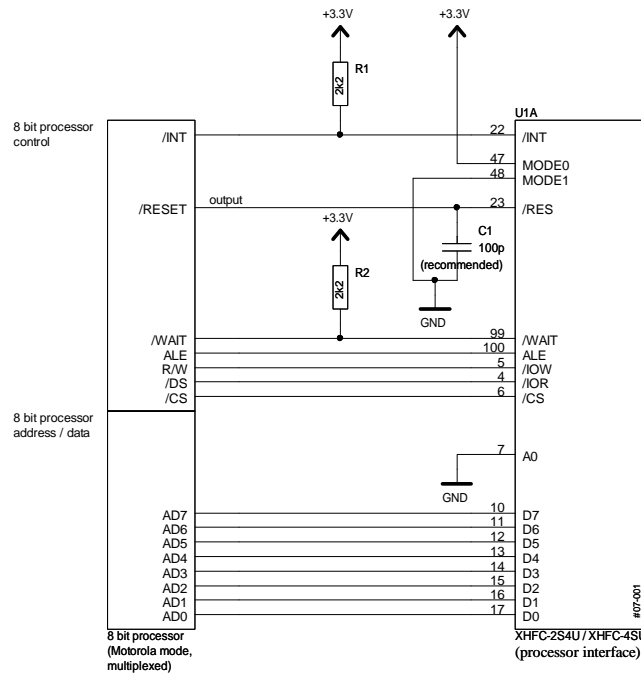 +3.3V
+3.3V
R1
2k2
U1A
8 bit processor
control
/INT
22
/INT
47
MODE0
48
MODE1
/RESET
output
23
/RES
+3.3V
C1
100p
(recommended)
R2
2k2
GND
/WAIT
99
/WAIT
ALE
100
ALE
R/W
5
/IOW
/DS
4
/IOR
/CS
6
/CS
8 bit processor
address / data
7
A0
GND
AD7
10
D7
AD6
11
D6
AD5
12
D5
AD4
13
D4
AD3
14
D3
AD2
15
D2
AD1
16
D1
AD0
17
D0
#07-001
8 bit processor
(Motorola mode,
multiplexed)
XHFC-2S4U / XHFC-4SU
(processor interface)